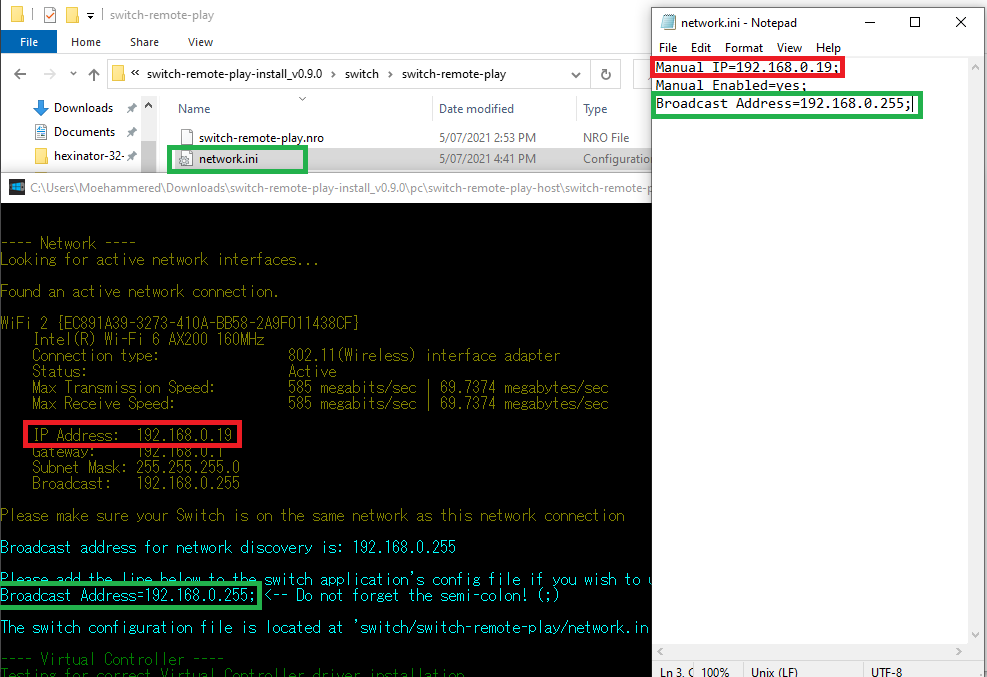 switch-remote-play
File
Home
Share
View
« switch-remote-play-install_v0.9.0 > switch > switch-remote-play
Downloads
Documents
hexinator-32-
Name
Date modified
Type
switch-remote-play.nro
5/07/2021 2:53 PM
NRO File
network.ini
5/07/2021 4:41 PM
Configuratio
network.ini - Notepad
File Edit Format View Help
Manual IP=192.168.0.19;
Manual Enabled=yes;
Broadcast Address=192.168.0.255;
C:\Users\Moehammered\Downloads\switch-remote-play-install_v0.9.0\pc\switch-remote-play-host\switch-remote-p
---- Network ----
Looking for active network interfaces...
Found an active network connection.
WiFi 2 {EC891A39-3273-410A-BB58-2A9F011438CF}
Intel(R) Wi-Fi 6 AX200 160MHz
Connection type: 802.11(Wireless) interface adapter
Status: Active
Max Transmission Speed: 585 megabits/sec | 69.7374 megabytes/sec
Max Receive Speed: 585 megabits/sec | 69.7374 megabytes/sec
IP Address: 192.168.0.19
Gateway: 192.168.0.1
Subnet Mask: 255.255.255.0
Broadcast: 192.168.0.255
Please make sure your Switch is on the same network as this network connection
Broadcast address for network discovery is: 192.168.0.255
Please add the line below to the switch application's config file if you wish to u
Broadcast Address=192.168.0.255; <-- Do not forget the semi-colon! (;)
The switch configuration file is located at 'switch/switch-remote-play/network.in
---- Virtual Controller ----
Testing for correct Virtual Controller driver installation
Ln 3, C
100%
Unix (LF)
UTF-8